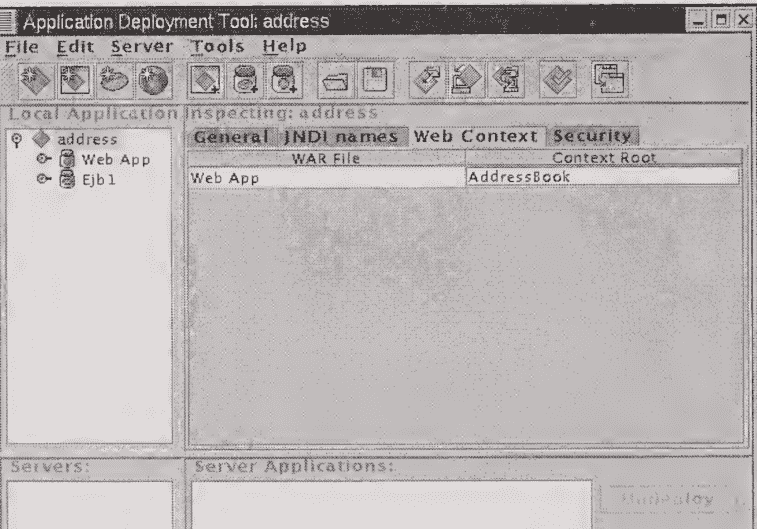 Application Deployment Tool: address
File Edit Server Tools Help
Local Application Inspecting: address
address
Web App
Ejb1
General JNDI names Web Context Security
WAR File Context Root
Web App AddressBook
Servers: Server Applications:
Undeploy